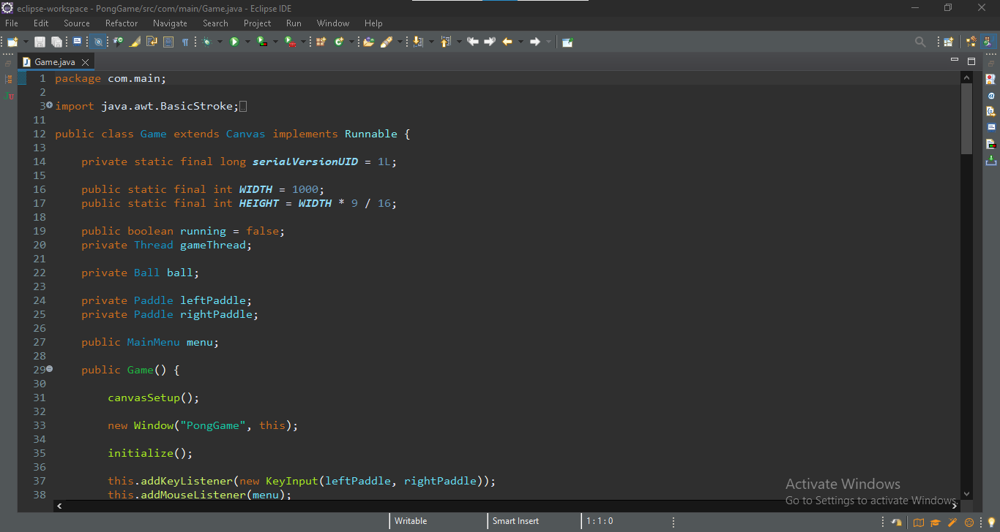 eclipse-workspace - PongGame/src/com/main/Game.java - Eclipse IDE
File Edit Source Refactor Navigate Search Project Run Window Help
Game.java
1 package com.main;
2
3 import java.awt.BasicStroke;
11
12 public class Game extends Canvas implements Runnable {
13
14 private static final long serialVersionUID = 1L;
15
16 public static final int WIDTH = 1000;
17 public static final int HEIGHT = WIDTH * 9 / 16;
18
19 public boolean running = false;
20 private Thread gameThread;
21
22 private Ball ball;
23
24 private Paddle leftPaddle;
25 private Paddle rightPaddle;
26
27 public MainMenu menu;
28
29 public Game() {
30
31 canvasSetup();
32
33 new Window("PongGame", this);
34
35 initialize();
36
37 this.addKeyListener(new KeyInput(leftPaddle, rightPaddle));
38 this.addMouseListener(menu);
Activate Windows
Go to Settings to activate Windows.
Writable Smart Insert 1:1:0